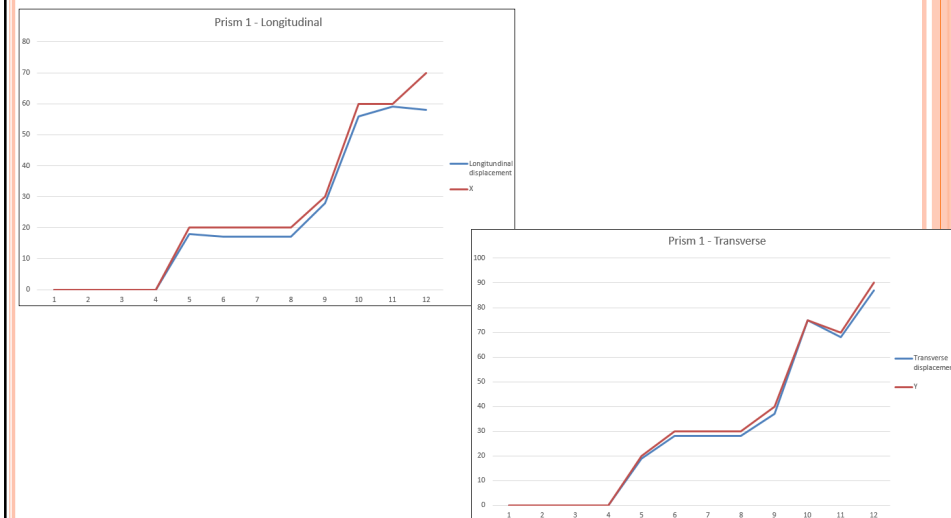 Prism 1 - Longitudinal
80
70
60
50
40
30
20
10
0
1 2 3 4 5 6 7 8 9 10 11 12
Longitundinal
displacement
X
Prism 1 - Transverse
100
90
80
70
60
50
40
30
20
10
0
1 2 3 4 5 6 7 8 9 10 11 12
Transverse
displacemen
Y